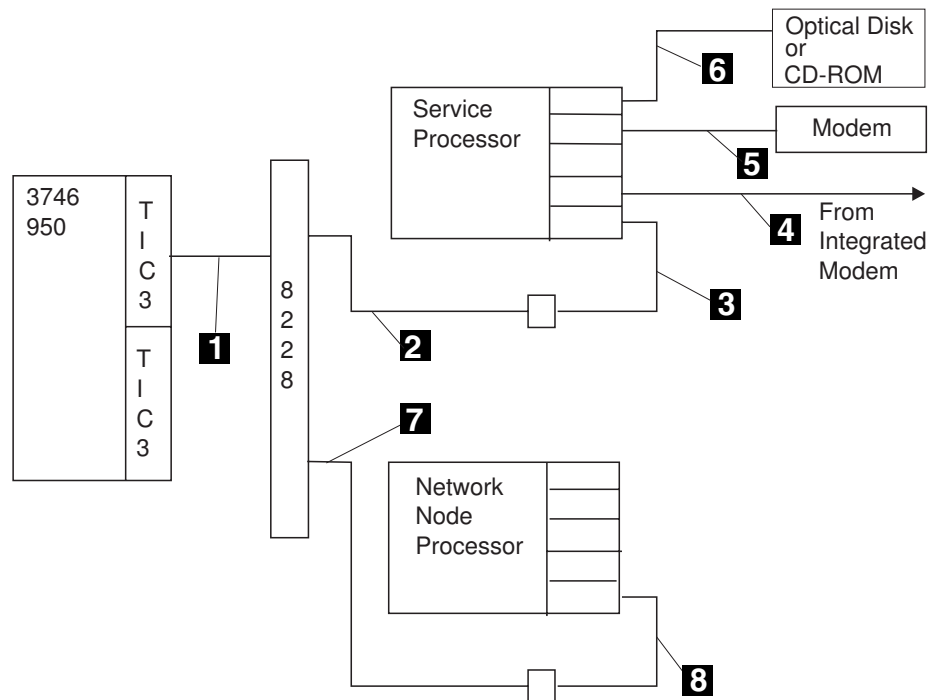 Optical Disk
or
CD-ROM
6
Service
Processor
Modem
5
3746
950
T
I
C
3
From
Integrated
Modem
4
8
2
2
8
3
1
2
T
I
C
3
7
Network
Node
Processor
8